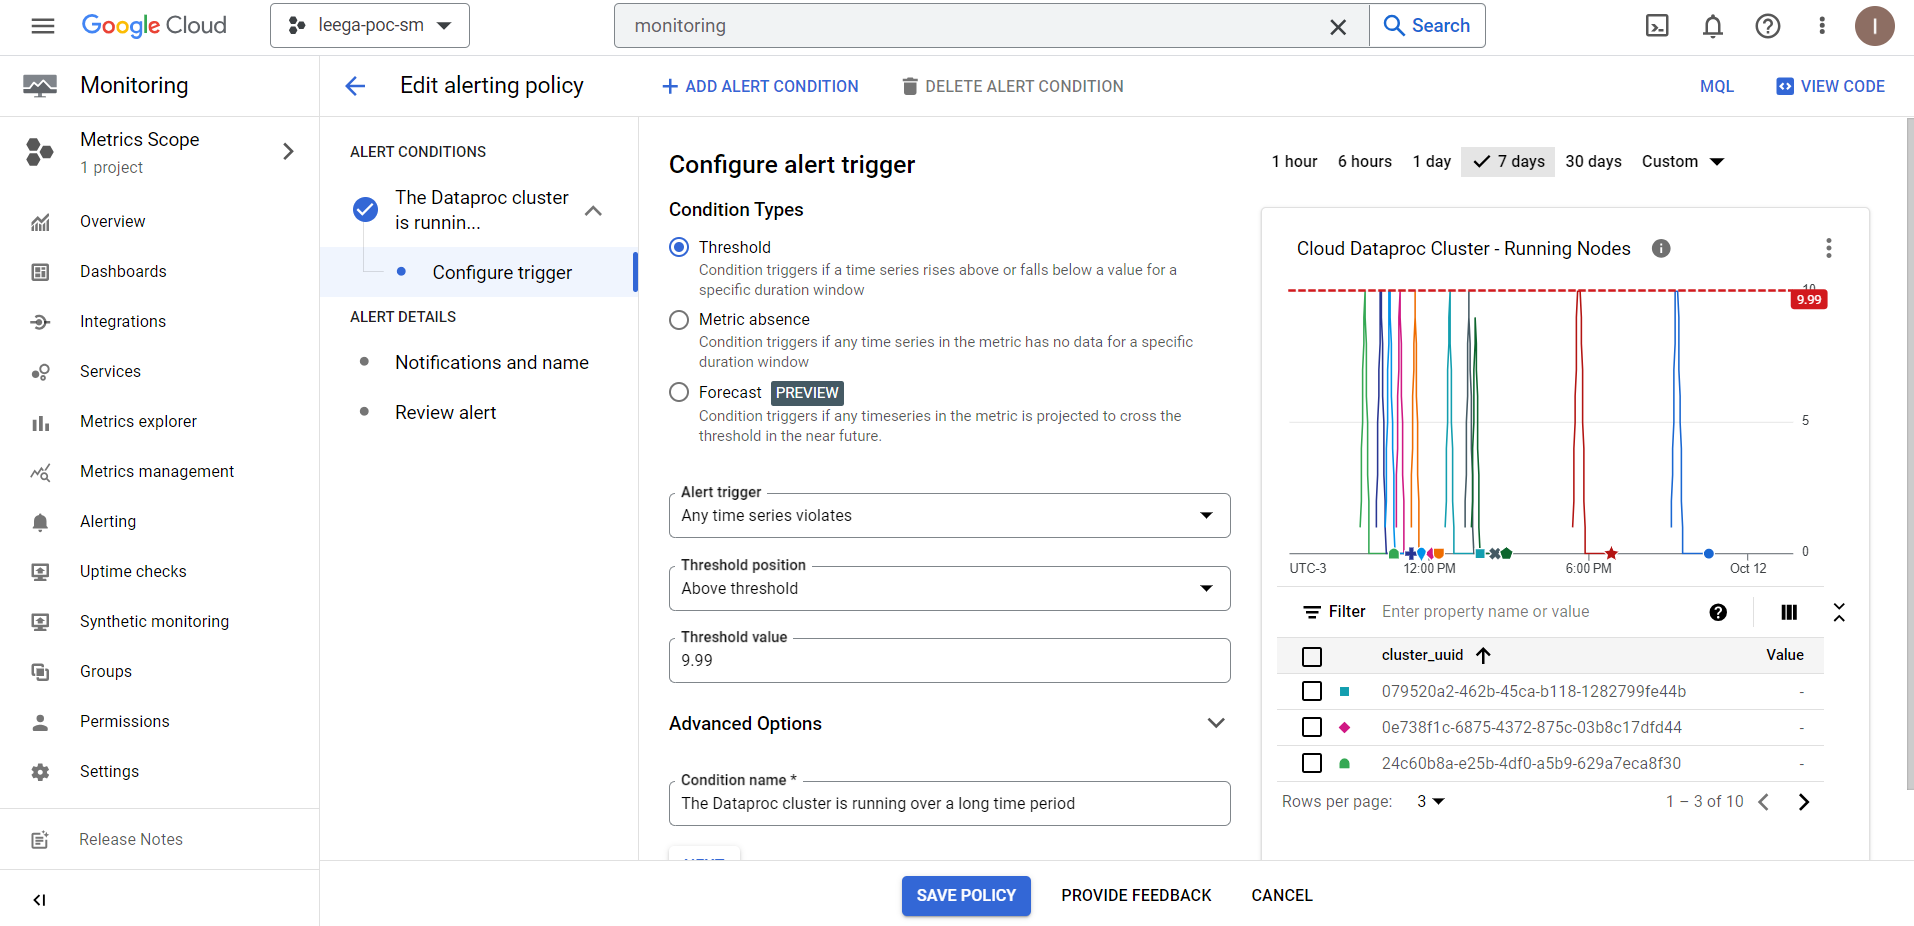 Google Cloud
leega-poc-sm
monitoring
Search
I
Monitoring
Edit alerting policy
ADD ALERT CONDITION
DELETE ALERT CONDITION
MQL
VIEW CODE
Metrics Scope
1 project
Overview
Dashboards
Integrations
Services
Metrics explorer
Metrics management
Alerting
Uptime checks
Synthetic monitoring
Groups
Permissions
Settings
Release Notes
ALERT CONDITIONS
The Dataproc cluster
is runnin...
Configure trigger
ALERT DETAILS
Notifications and name
Review alert
Configure alert trigger
Condition Types
Threshold
Condition triggers if a time series rises above or falls below a value for a
specific duration window
Metric absence
Condition triggers if any time series in the metric has no data for a specific
duration window
Forecast PREVIEW
Condition triggers if any timeseries in the metric is projected to cross the
threshold in the near future.
Alert trigger
Any time series violates
Threshold position
Above threshold
Threshold value
9.99
Advanced Options
Condition name *
The Dataproc cluster is running over a long time period
NEXT
1 hour 6 hours 1 day 7 days 30 days Custom
Cloud Dataproc Cluster - Running Nodes
10
9.99
5
0
UTC-3 12:00 PM 6:00 PM Oct 12
Filter Enter property name or value
cluster_uuid Value
079520a2-462b-45ca-b118-1282799fe44b -
0e738f1c-6875-4372-875c-03b8c17dfd44 -
24c60b8a-e25b-4df0-a5b9-629a7eca8f30 -
Rows per page: 3 1 – 3 of 10
SAVE POLICY PROVIDE FEEDBACK CANCEL